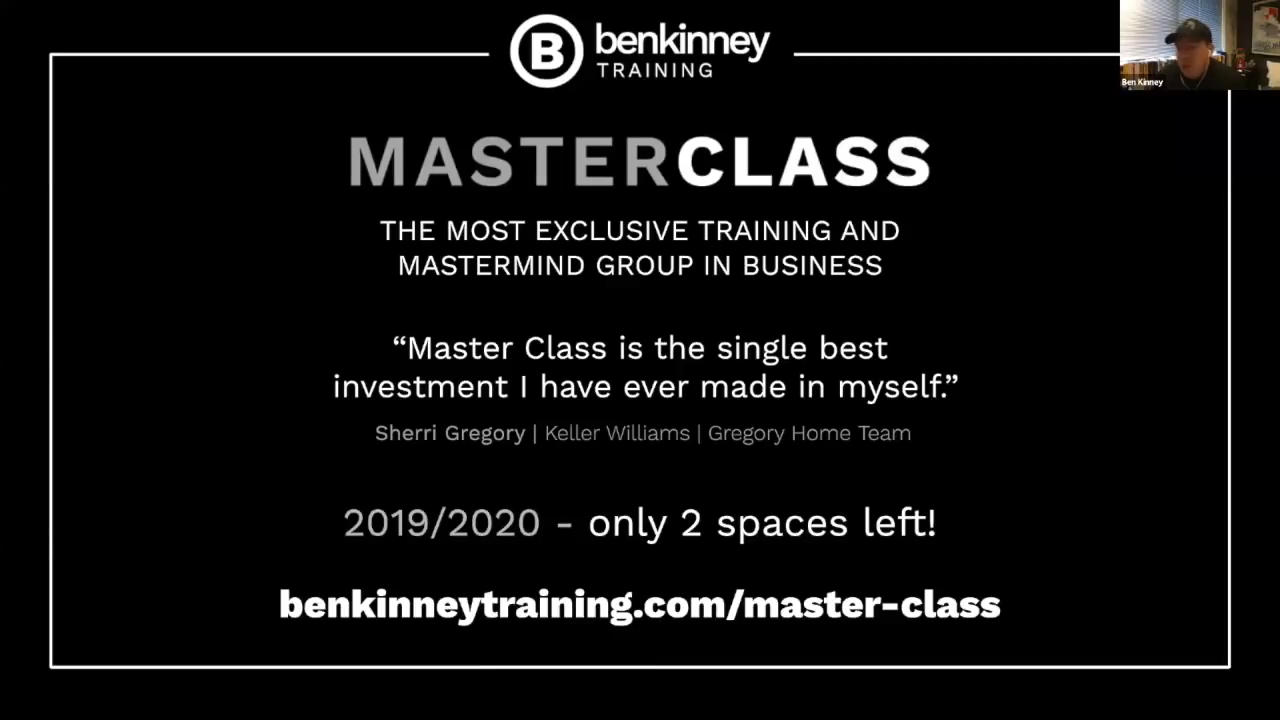 B benkinney
TRAINING
Ben Kinney
MASTERCLASS
THE MOST EXCLUSIVE TRAINING AND
MASTERMIND GROUP IN BUSINESS
“Master Class is the single best
investment I have ever made in myself.”
Sherri Gregory | Keller Williams | Gregory Home Team
2019/2020 - only 2 spaces left!
benkinneytraining.com/master-class